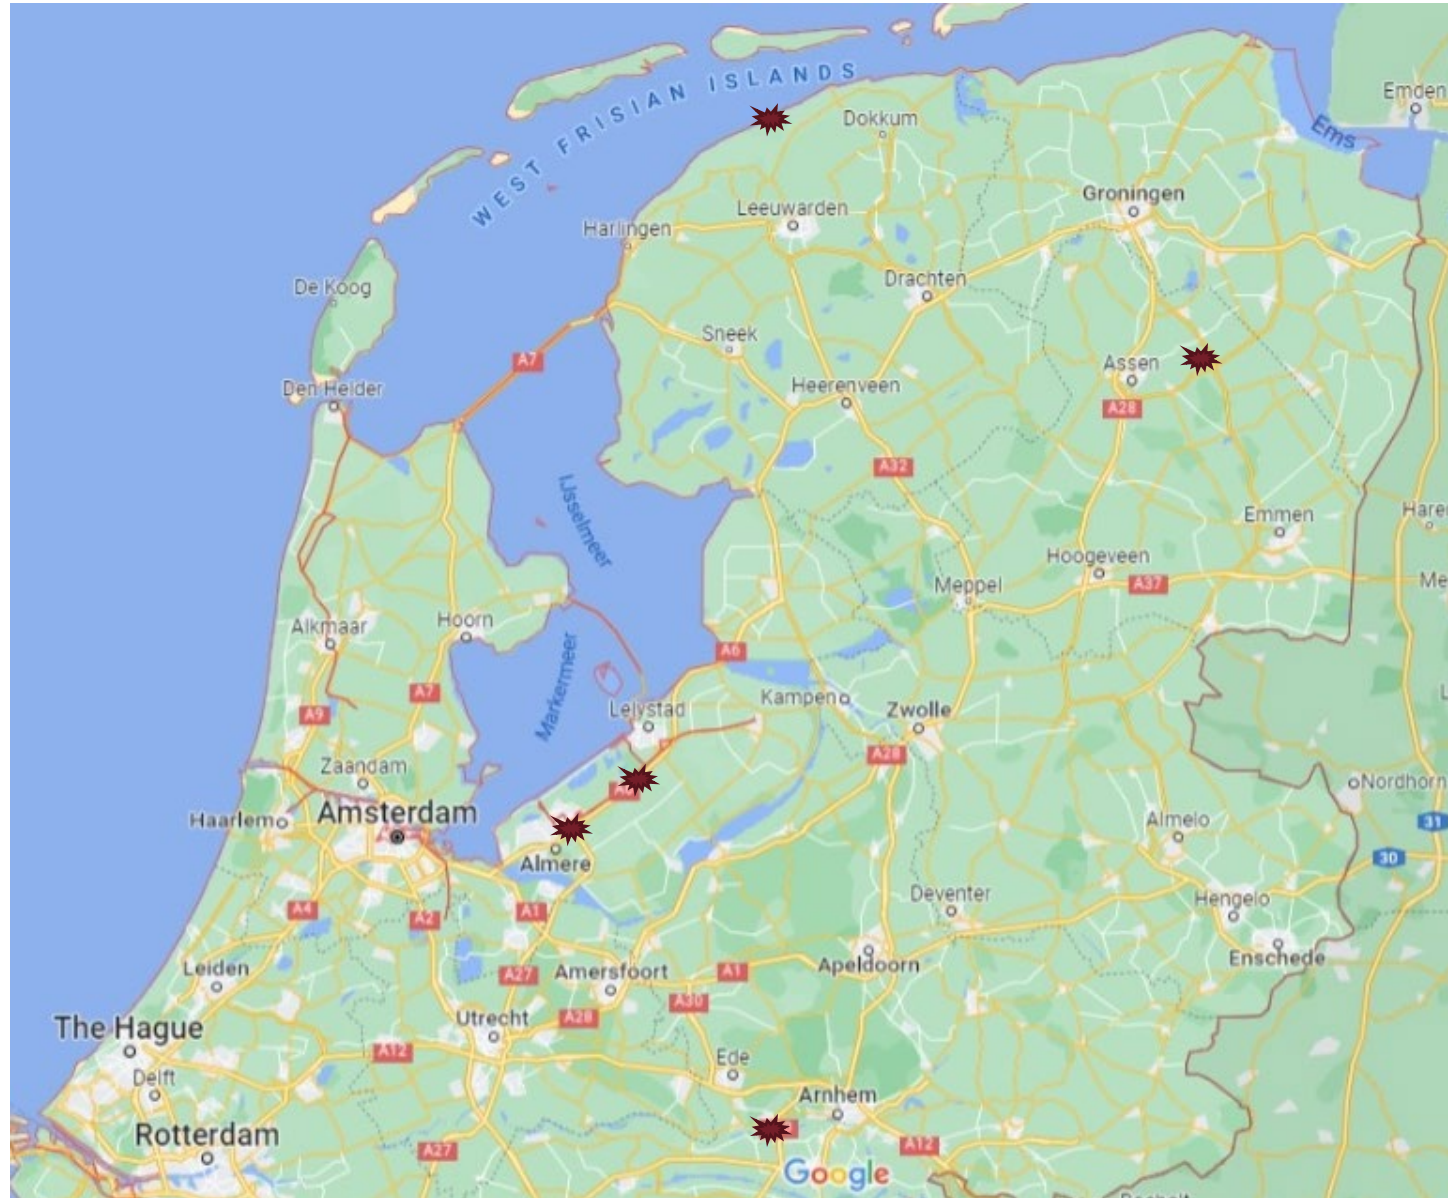 Emden
Ems
WEST FRISIAN ISLANDS
Dokkum
Groningen
Leeuwarden
Harlingen
Drachten
De Koog
Sneek
A7
Assen
Den Helder
Heerenveen
A28
A32
IJsselmeer
Emmen
Hoogeveen
Meppel
A37
Alkmaar
Hoorn
Markermeer
A6
A7
Kampen
Lelystad
Zwolle
A9
A28
Zaandam
Nordhorn
Amsterdam
Haarlem
Almelo
31
Almere
30
Deventer
Hengelo
A4
A2
A1
Leiden
A27
Amersfoort
A1
Apeldoorn
Enschede
A30
The Hague
Utrecht
A28
A12
Ede
Delft
Arnhem
Rotterdam
A27
A12
Google